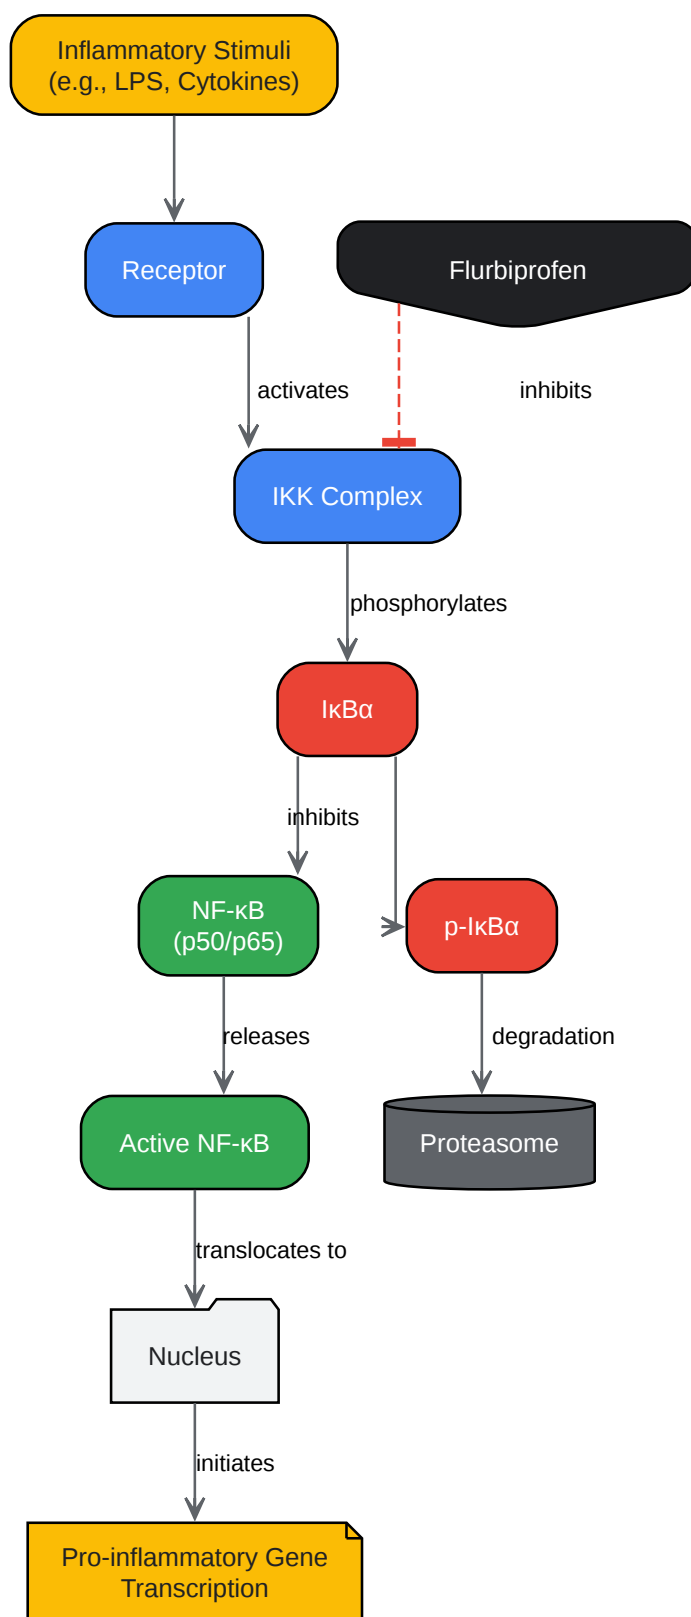 Inflammatory Stimuli
(e.g., LPS, Cytokines)
Receptor
Flurbiprofen
activates
inhibits
IKK Complex
phosphorylates
IκBα
inhibits
NF-κB
(p50/p65)
p-IκBα
releases
degradation
Active NF-κB
Proteasome
translocates to
Nucleus
initiates
Pro-inflammatory Gene
Transcription